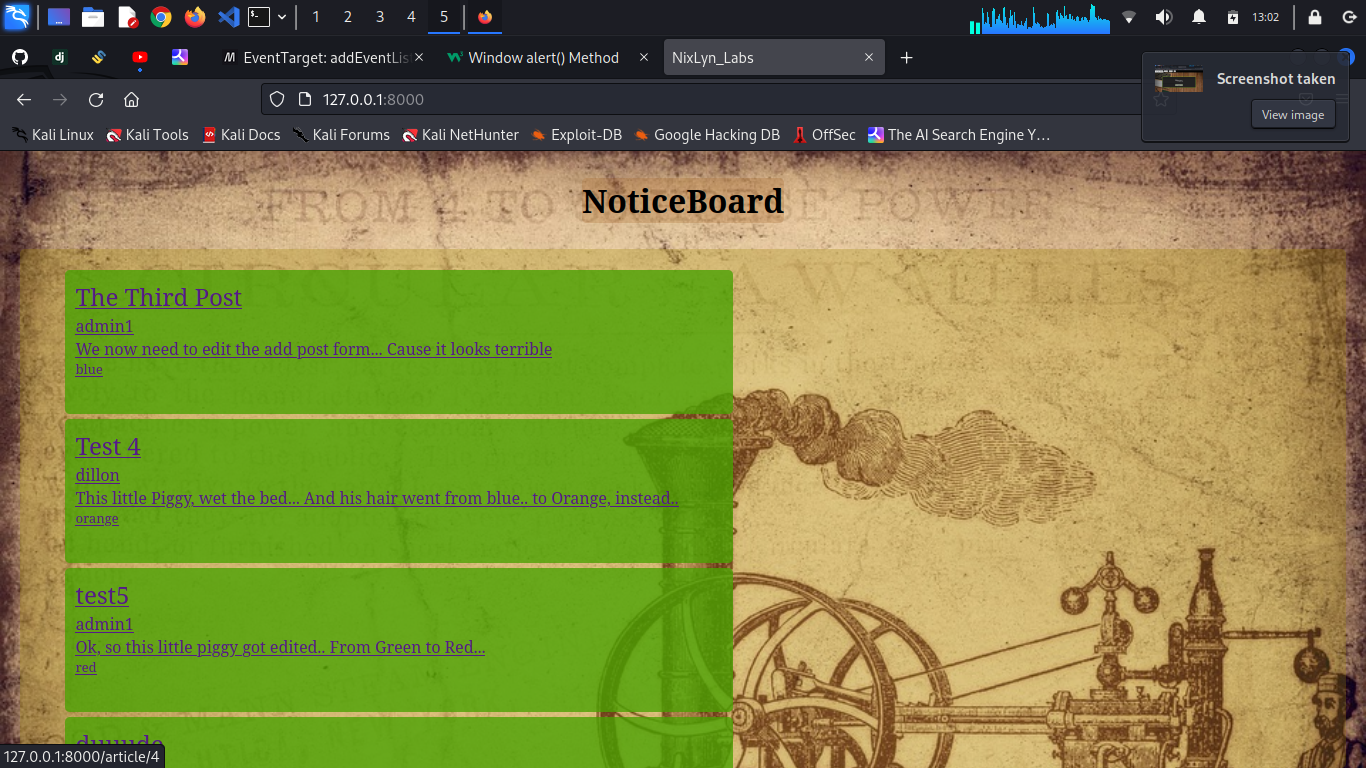 1 2 3 4 5 13:02
EventTarget: addEventLis Window alert() Method NixLyn_Labs
Screenshot taken
127.0.0.1:8000
View image
Kali Linux Kali Tools Kali Docs Kali Forums Kali NetHunter Exploit-DB Google Hacking DB OffSec The AI Search Engine Y…
FROM 4 TO
NoticeBoard
The Third Post
admin1
We now need to edit the add post form... Cause it looks terrible
blue
Test 4
dillon
This little Piggy, wet the bed... And his hair went from blue.. to Orange, instead..
orange
test5
admin1
Ok, so this little piggy got edited.. From Green to Red...
red
duuude
127.0.0.1:8000/article/4